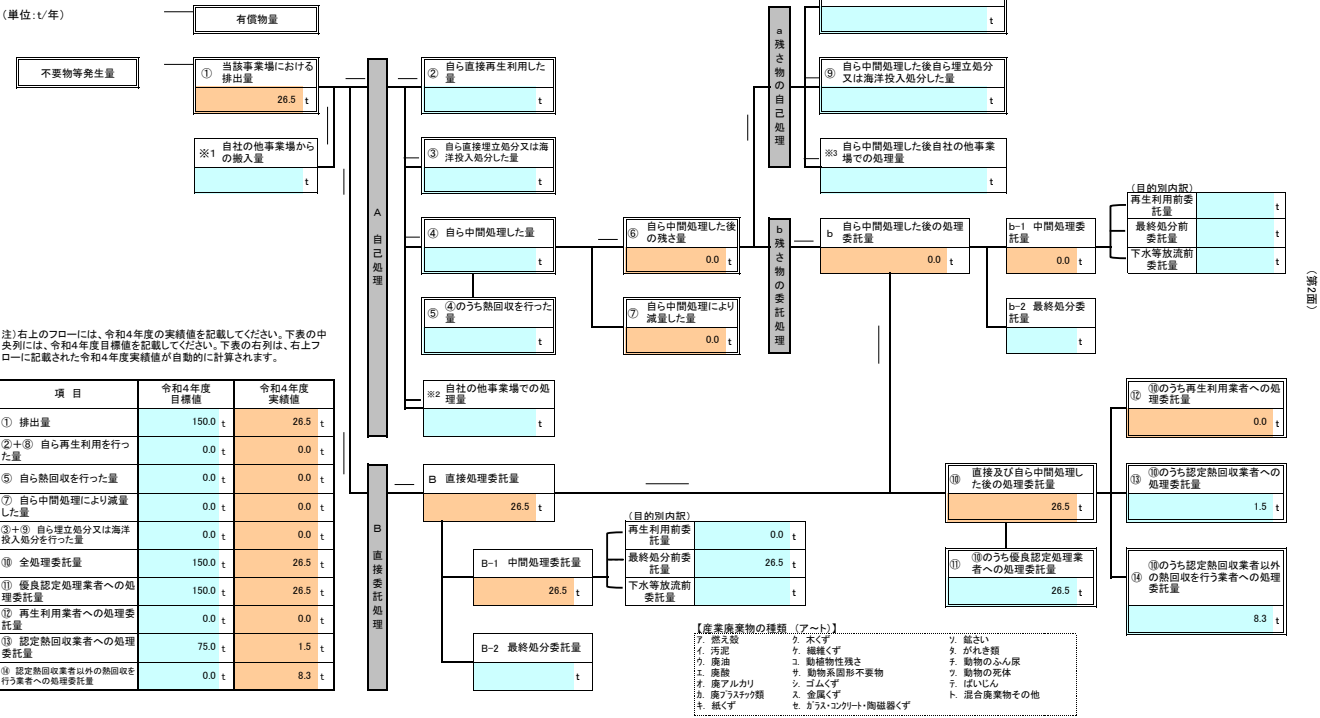 (単位:t/年)
有償物量
不要物等発生量
① 当該事業場における
排出量
26.5 t
※1 自社の他事業場から
の搬入量
t
A 自己処理
② 自ら直接再生利用した
量
t
③ 自ら直接埋立処分又は海
洋投入処分した量
t
④ 自ら中間処理した量
t
⑤ ④のうち熱回収を行った
量
t
※2 自社の他事業場での処
理量
t
⑥ 自ら中間処理した後
の残さ量
0.0 t
⑦ 自ら中間処理により
減量した量
0.0 t
a 残さ物の自己処理
t
⑨ 自ら中間処理した後自ら埋立処分
又は海洋投入処分した量
t
※3 自ら中間処理した後自社の他事業
場での処理量
t
b 残さ物の委託処理
b 自ら中間処理した後の処理
委託量
0.0 t
b-1 中間処理委
託量
0.0 t
(目的別内訳)
再生利用前委
託量 t
最終処分前
委託量 t
下水等放流前
委託量 t
b-2 最終処分委
託量
t
(第2面)
注)右上のフローには、令和4年度の実績値を記載してください。下表の中
央列には、令和4年度目標値を記載してください。下表の右列は、右上フ
ローに記載された令和4年度実績値が自動的に計算されます。
項 目 令和4年度
目標値 令和4年度
実績値
① 排出量 150.0 t 26.5 t
②+⑧ 自ら再生利用を行っ
た量 0.0 t 0.0 t
⑤ 自ら熱回収を行った量 0.0 t 0.0 t
⑦ 自ら中間処理により減量
した量 0.0 t 0.0 t
③+⑨ 自ら埋立処分又は海洋
投入処分を行った量 0.0 t 0.0 t
⑩ 全処理委託量 150.0 t 26.5 t
⑪ 優良認定処理業者への処
理委託量 150.0 t 26.5 t
⑫ 再生利用業者への処理委
託量 0.0 t 0.0 t
⑬ 認定熱回収業者への処理
委託量 75.0 t 1.5 t
⑭ 認定熱回収業者以外の熱回収を
行う業者への処理委託量 0.0 t 8.3 t
B 直接委託処理
B 直接処理委託量
26.5 t
B-1 中間処理委託量
26.5 t
(目的別内訳)
再生利用前委
託量 0.0 t
最終処分前委
託量 26.5 t
下水等放流前
委託量
B-2 最終処分委託量
t
⑩ 直接及び自ら中間処理し
た後の処理委託量
26.5 t
⑪ ⑩のうち優良認定処理業
者への処理委託量
26.5 t
⑫ ⑩のうち再生利用業者への処
理委託量
0.0 t
⑬ ⑩のうち認定熱回収業者への
処理委託量
1.5 t
⑭ ⑩のうち認定熱回収業者以外
の熱回収を行う業者への処理
委託量
8.3 t
【産業廃棄物の種類 (ア～ト)】
ア. 燃え殻 ク. 木くず ソ. 鉱さい
イ. 汚泥 ケ. 繊維くず タ. がれき類
ウ. 廃油 コ. 動植物性残さ チ. 動物のふん尿
エ. 廃酸 サ. 動物系固形不要物 ツ. 動物の死体
オ. 廃アルカリ シ. ゴムくず テ. ばいじん
カ. 廃プラスチック類 ス. 金属くず ト. 混合廃棄物その他
キ. 紙くず セ. ガラス・コンクリート・陶磁器くず